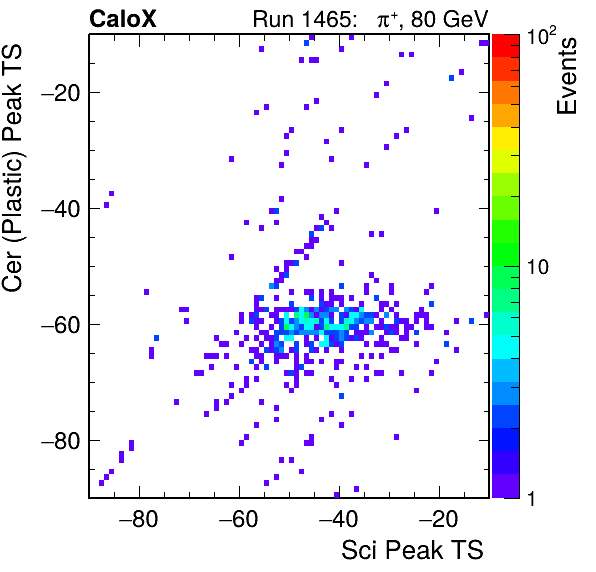 CaloX Run 1465: π⁺, 80 GeV
Cer (Plastic) Peak TS
−20
−40
−60
−80
−80 −60 −40 −20
Sci Peak TS
10²
10
1
Events